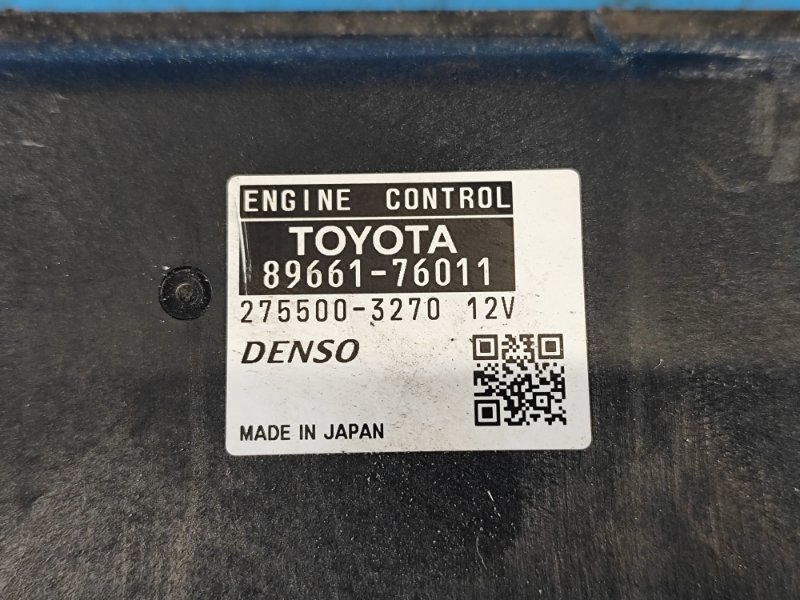 ENGINE CONTROL
TOYOTA
89661-76011
275500-3270 12V
DENSO
MADE IN JAPAN